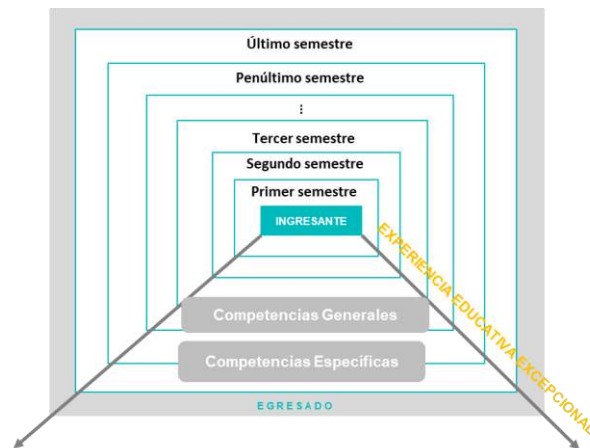 Último semestre
Penúltimo semestre
⋮
Tercer semestre
Segundo semestre
Primer semestre
INGRESANTE
EXPERIENCIA EDUCATIVA EXCEPCIONAL
Competencias Generales
Competencias Específicas
EGRESADO